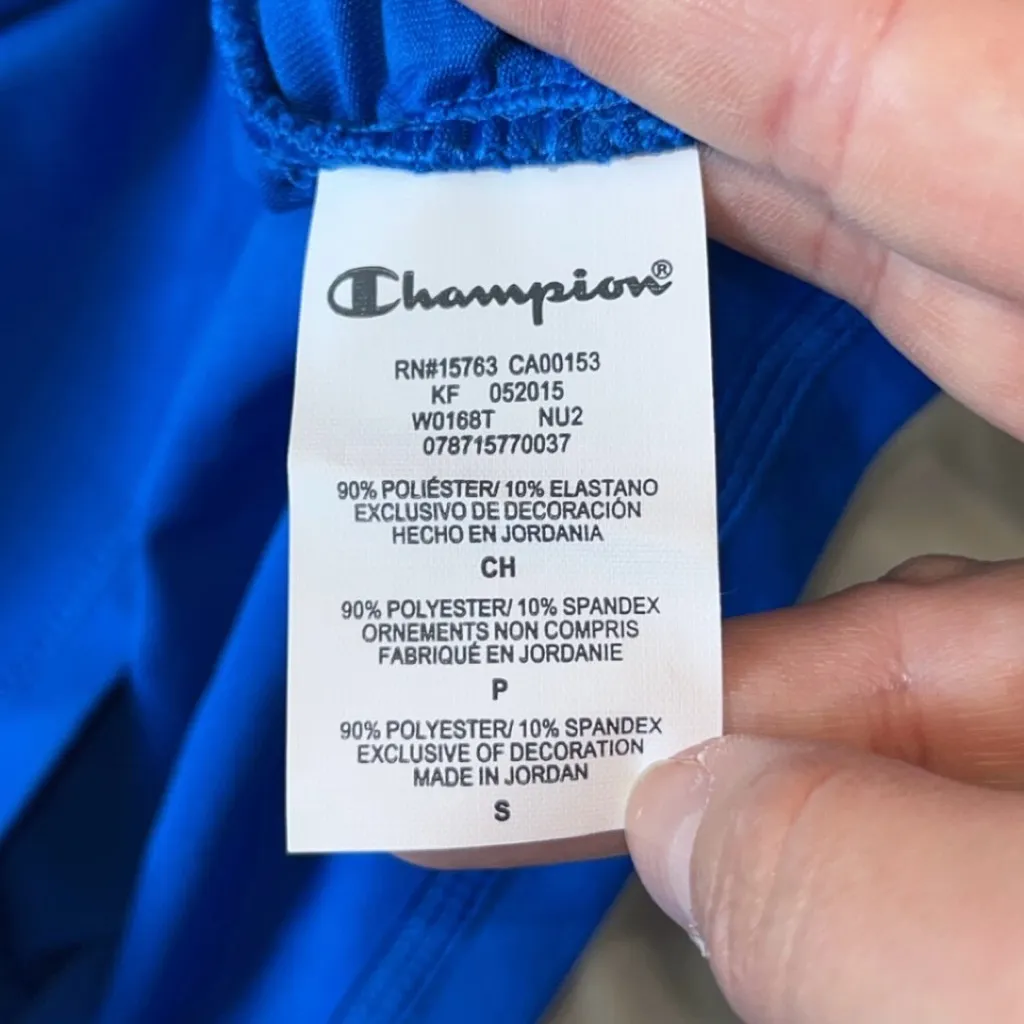 Champion®
RN#15763 CA00153
KF 052015
W0168T NU2
078715770037
90% POLIÉSTER/ 10% ELASTANO
EXCLUSIVO DE DECORACIÓN
HECHO EN JORDANIA
CH
90% POLYESTER/ 10% SPANDEX
ORNEMENTS NON COMPRIS
FABRIQUÉ EN JORDANIE
P
90% POLYESTER/ 10% SPANDEX
EXCLUSIVE OF DECORATION
MADE IN JORDAN
S